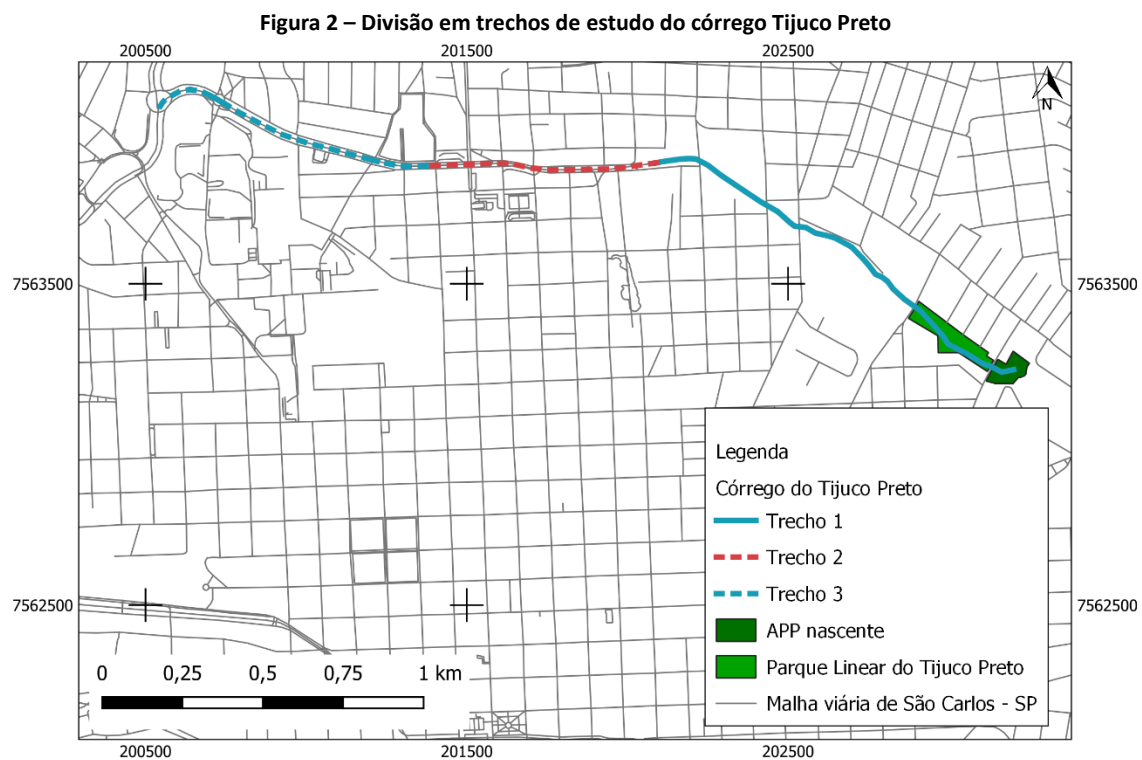 Figura 2 – Divisão em trechos de estudo do córrego Tijuco Preto
200500 201500 202500
N
7563500 7563500
Legenda
Córrego do Tijuco Preto
Trecho 1
Trecho 2
Trecho 3
7562500 7562500
APP nascente
Parque Linear do Tijuco Preto
0 0,25 0,5 0,75 1 km
Malha viária de São Carlos - SP
200500 201500 202500